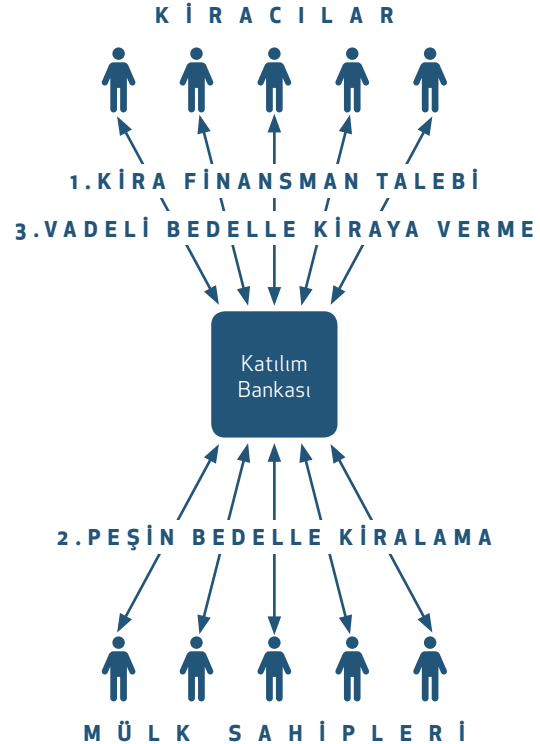 KİRACILAR
1.KİRA FİNANSMAN TALEBİ
3.VADELİ BEDELLE KİRAYA VERME
Katılım
Bankası
2.PEŞİN BEDELLE KİRALAMA
MÜLK SAHİPLERİ